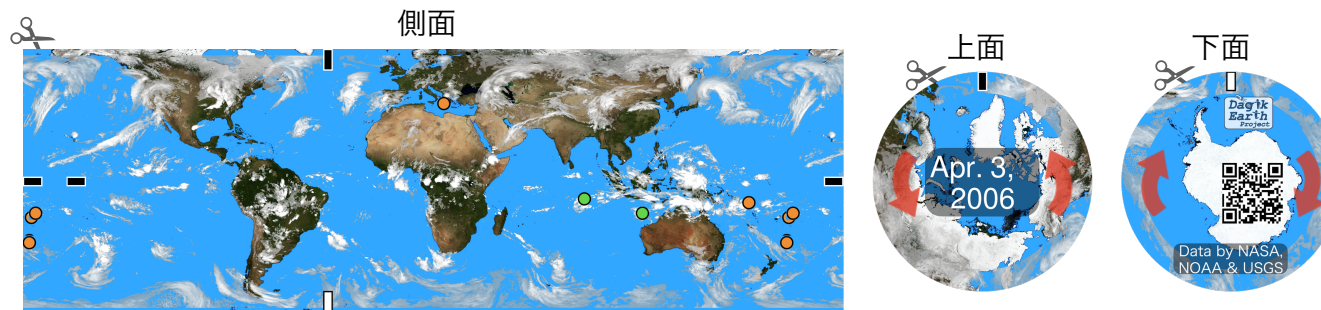 側面
上面
下面
Apr. 3,
2006
Dagik
Earth
Project
Data by NASA,
NOAA & USGS